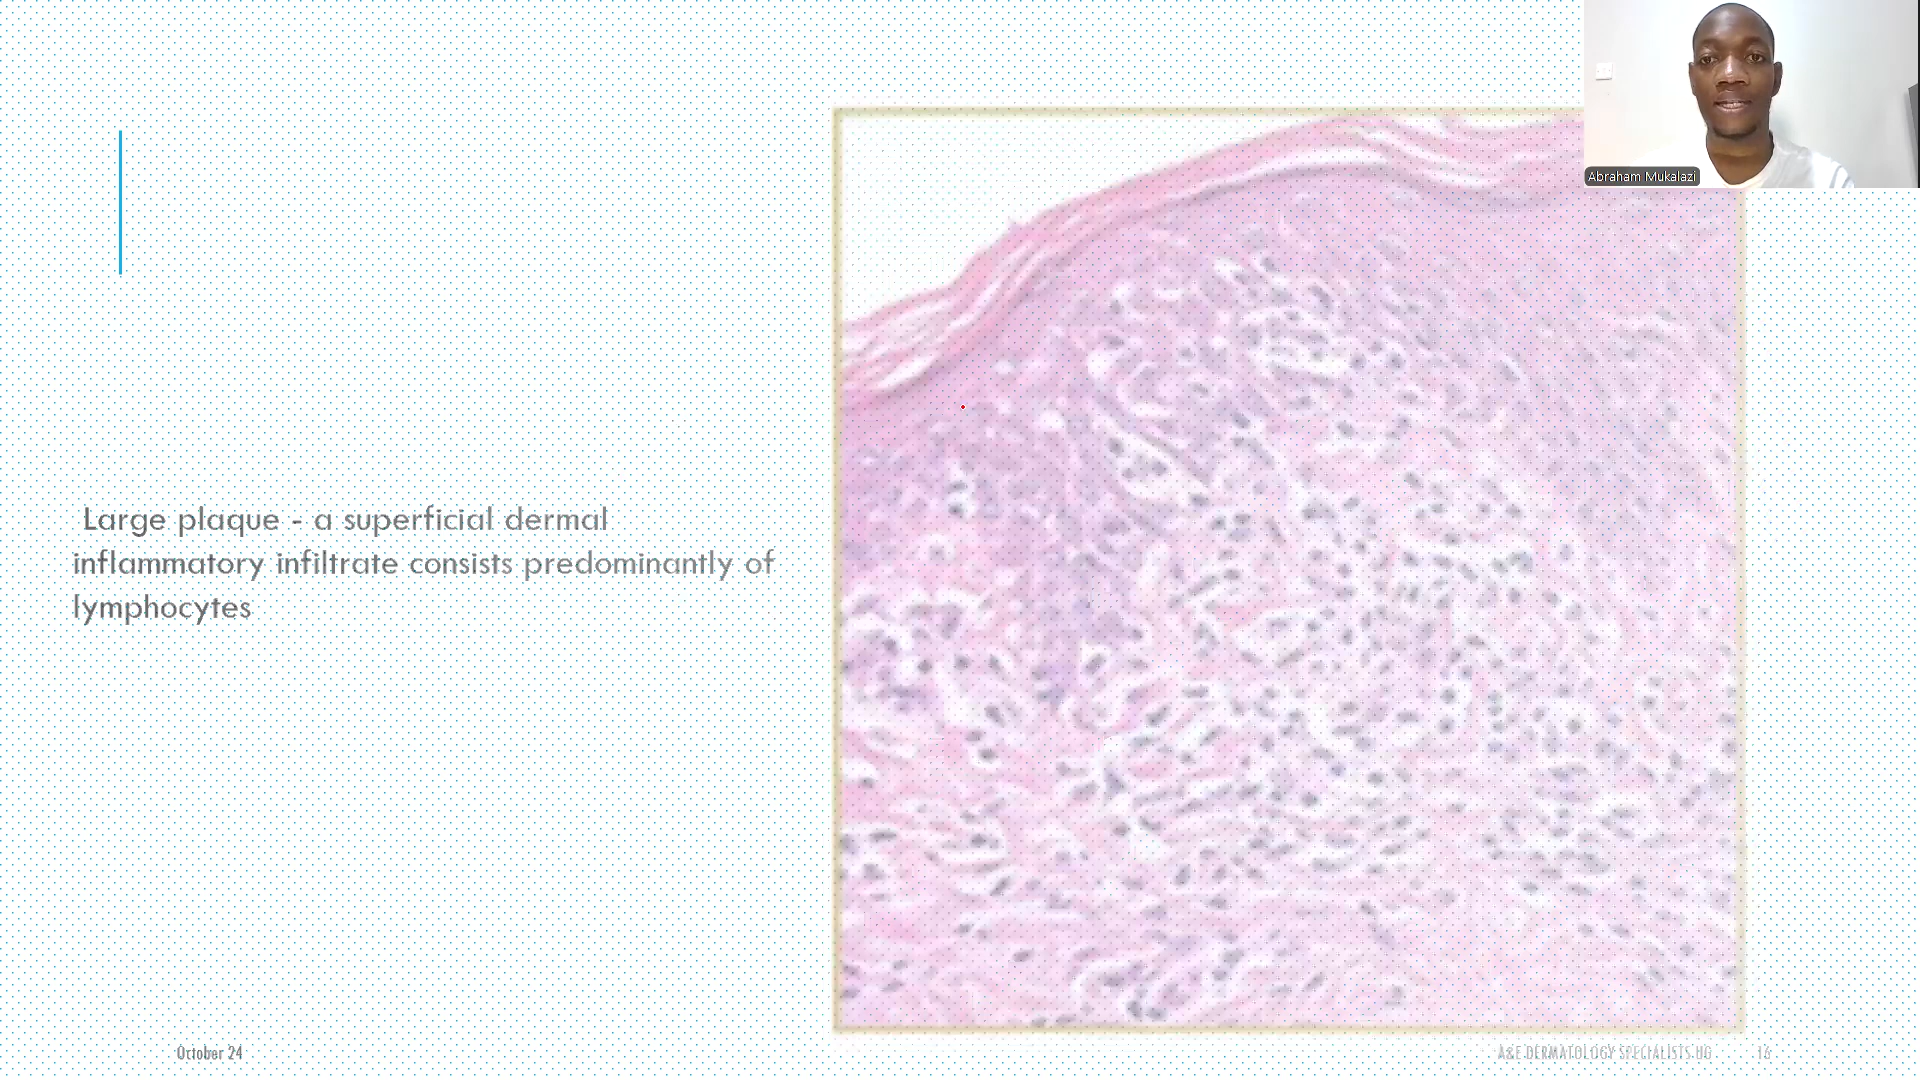 Abraham Mukalazi
Large plaque - a superficial dermal
inflammatory infiltrate consists predominantly of
lymphocytes
October 24
A&E DERMATOLOGY SPECIALISTS UG
16